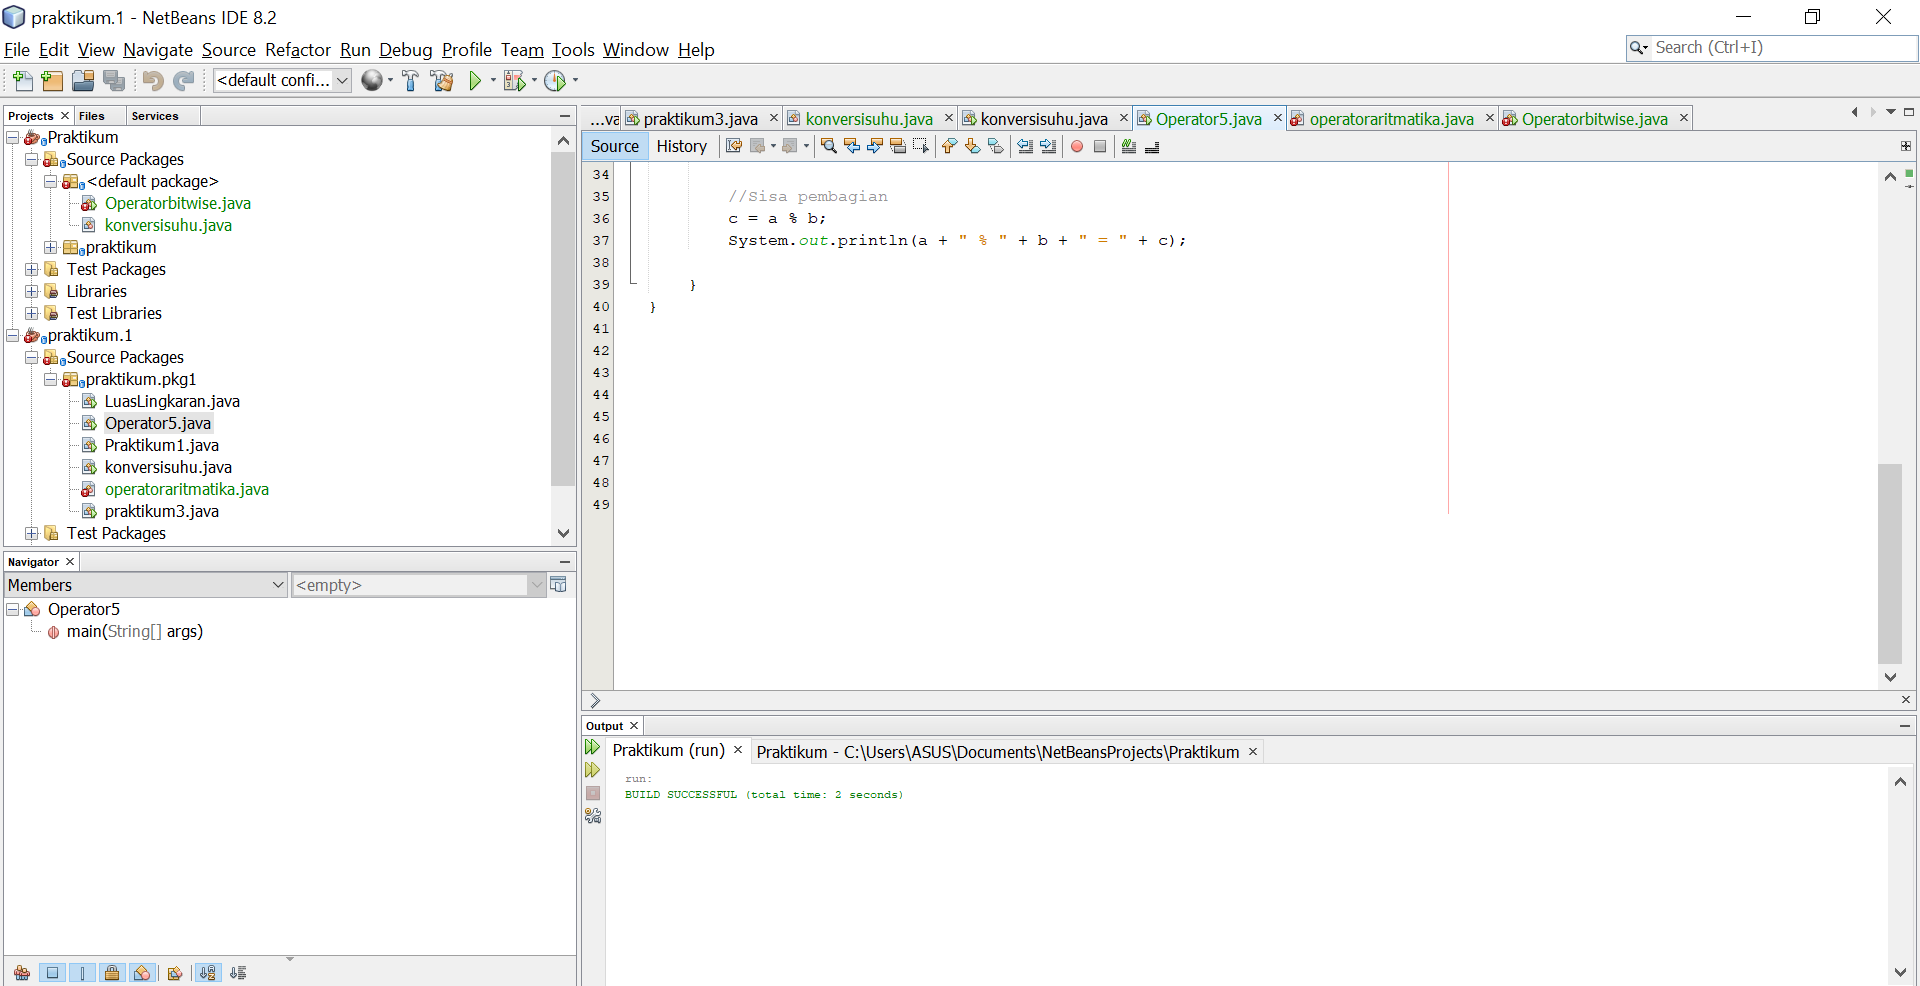 praktikum.1 - NetBeans IDE 8.2
File Edit View Navigate Source Refactor Run Debug Profile Team Tools Window Help
Search (Ctrl+I)
<default confi...
Projects Files Services
Praktikum
Source Packages
<default package>
Operatorbitwise.java
konversisuhu.java
praktikum
Test Packages
Libraries
Test Libraries
praktikum.1
Source Packages
praktikum.pkg1
LuasLingkaran.java
Operator5.java
Praktikum1.java
konversisuhu.java
operatoraritmatika.java
praktikum3.java
Test Packages
Navigator
Members <empty>
Operator5
main(String[] args)
...va praktikum3.java konversisuhu.java konversisuhu.java Operator5.java operatoraritmatika.java Operatorbitwise.java
Source History
34
35 //Sisa pembagian
36 c = a % b;
37 System.out.println(a + " % " + b + " = " + c);
38
39 }
40 }
41
42
43
44
45
46
47
48
49
Output
Praktikum (run) Praktikum - C:\Users\ASUS\Documents\NetBeansProjects\Praktikum
run:
BUILD SUCCESSFUL (total time: 2 seconds)